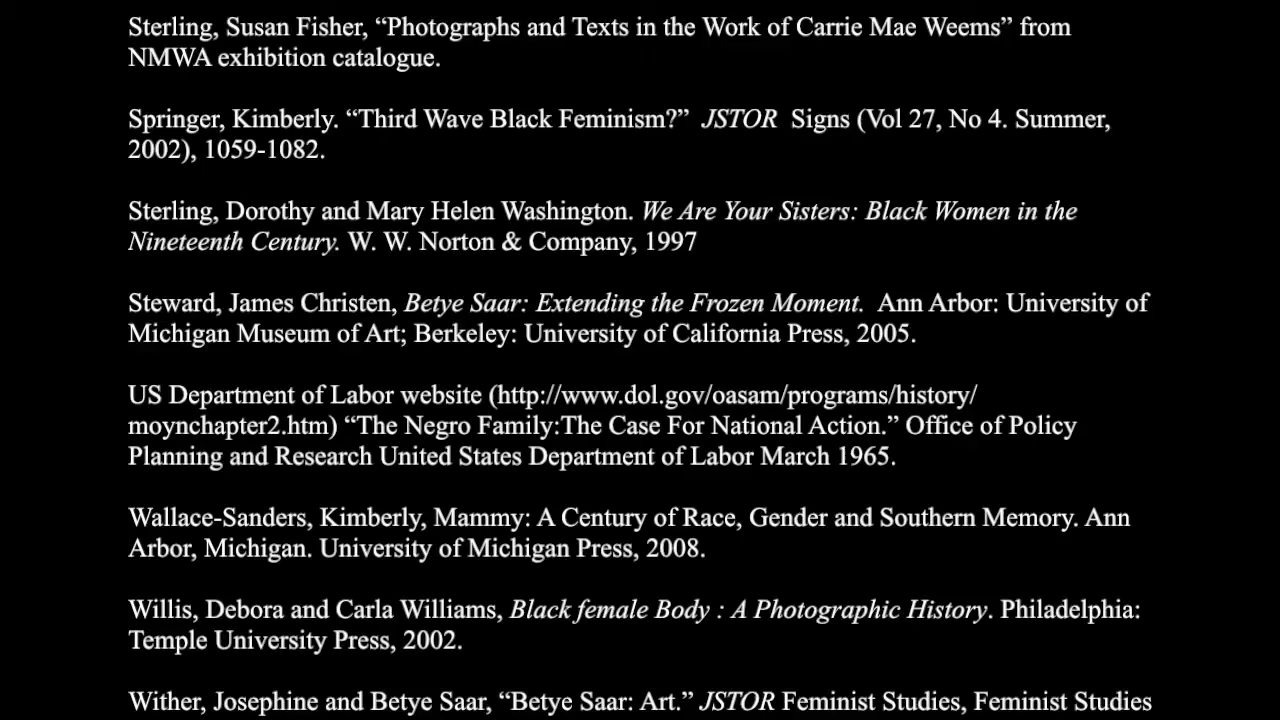 Sterling, Susan Fisher, “Photographs and Texts in the Work of Carrie Mae Weems” from
NMWA exhibition catalogue.
Springer, Kimberly. “Third Wave Black Feminism?”  JSTOR  Signs (Vol 27, No 4. Summer,
2002), 1059-1082.
Sterling, Dorothy and Mary Helen Washington. We Are Your Sisters: Black Women in the
Nineteenth Century. W. W. Norton & Company, 1997
Steward, James Christen, Betye Saar: Extending the Frozen Moment.  Ann Arbor: University of
Michigan Museum of Art; Berkeley: University of California Press, 2005.
US Department of Labor website (http://www.dol.gov/oasam/programs/history/
moynchapter2.htm) “The Negro Family:The Case For National Action.” Office of Policy
Planning and Research United States Department of Labor March 1965.
Wallace-Sanders, Kimberly, Mammy: A Century of Race, Gender and Southern Memory. Ann
Arbor, Michigan. University of Michigan Press, 2008.
Willis, Debora and Carla Williams, Black female Body : A Photographic History. Philadelphia:
Temple University Press, 2002.
Wither, Josephine and Betye Saar, “Betye Saar: Art.” JSTOR Feminist Studies, Feminist Studies